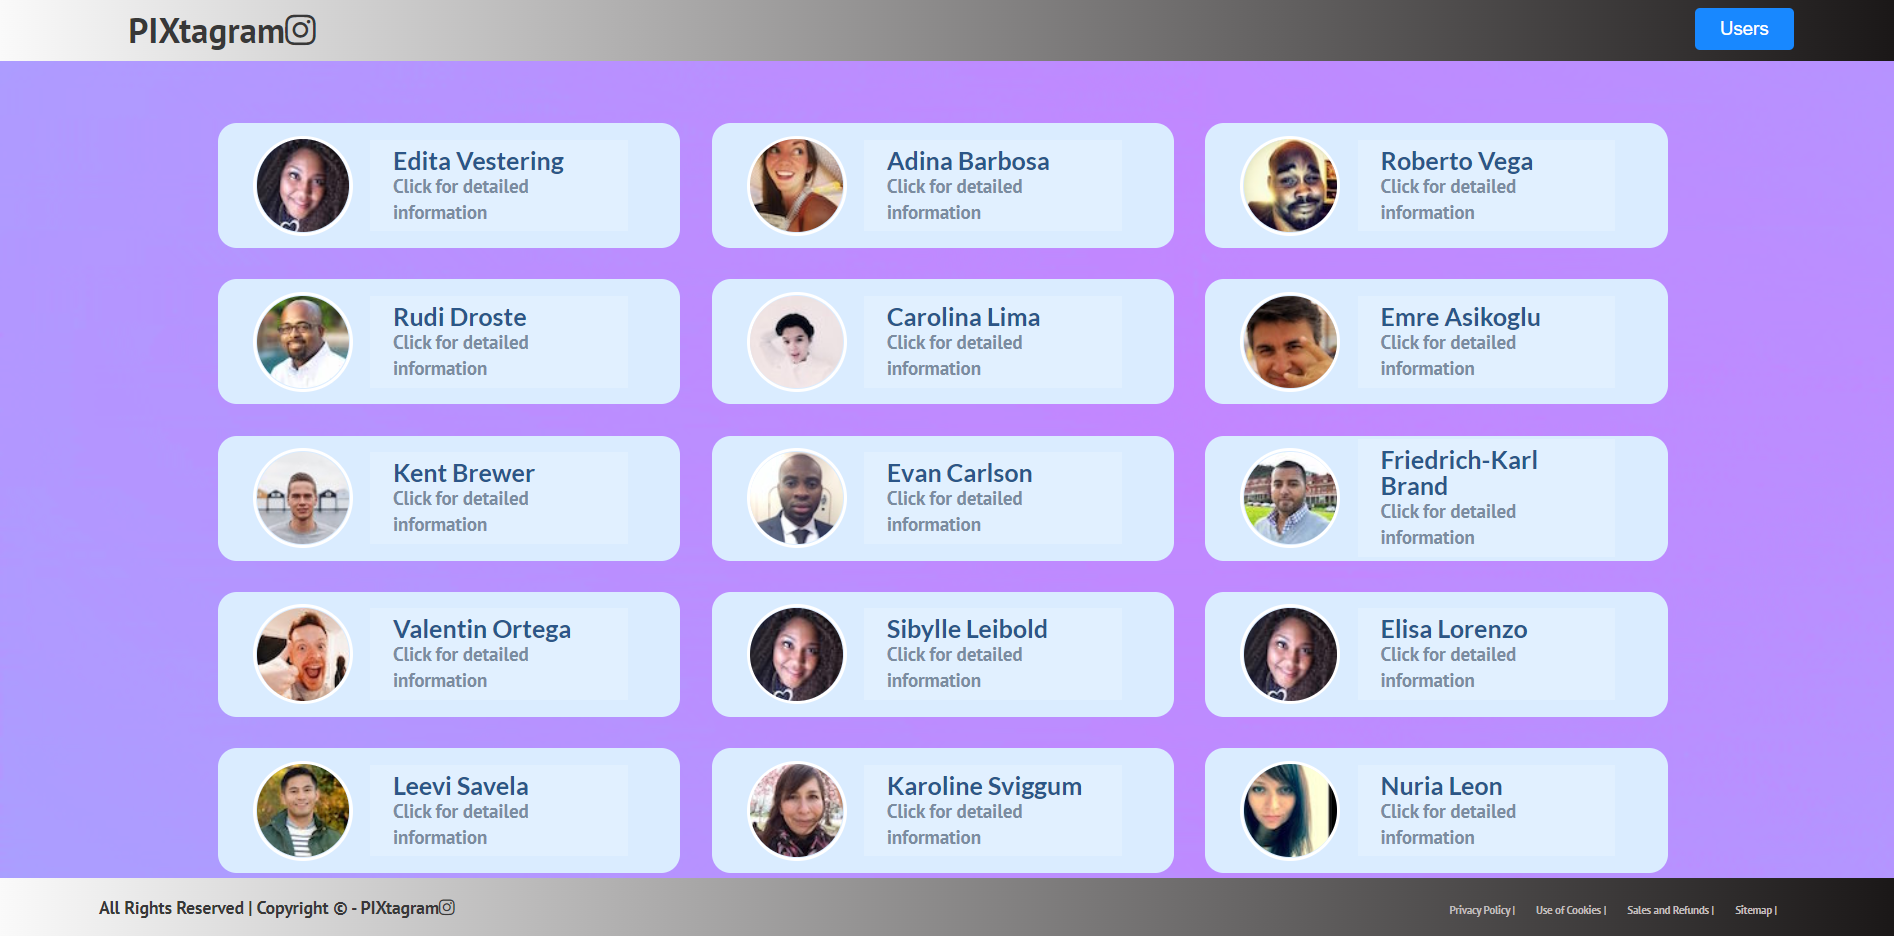 PIXtagram
Users
Edita Vestering
Click for detailed
information
Adina Barbosa
Click for detailed
information
Roberto Vega
Click for detailed
information
Rudi Droste
Click for detailed
information
Carolina Lima
Click for detailed
information
Emre Asikoglu
Click for detailed
information
Kent Brewer
Click for detailed
information
Evan Carlson
Click for detailed
information
Friedrich-Karl
Brand
Click for detailed
information
Valentin Ortega
Click for detailed
information
Sibylle Leibold
Click for detailed
information
Elisa Lorenzo
Click for detailed
information
Leevi Savela
Click for detailed
information
Karoline Sviggum
Click for detailed
information
Nuria Leon
Click for detailed
information
All Rights Reserved | Copyright © - PIXtagram
Privacy Policy | Use of Cookies | Sales and Refunds | Sitemap |